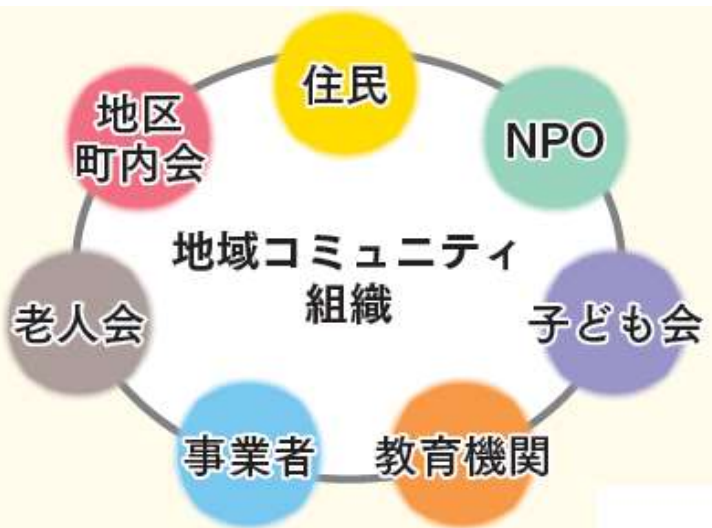 住民
NPO
子ども会
教育機関
事業者
老人会
地区
町内会
地域コミュニティ
組織